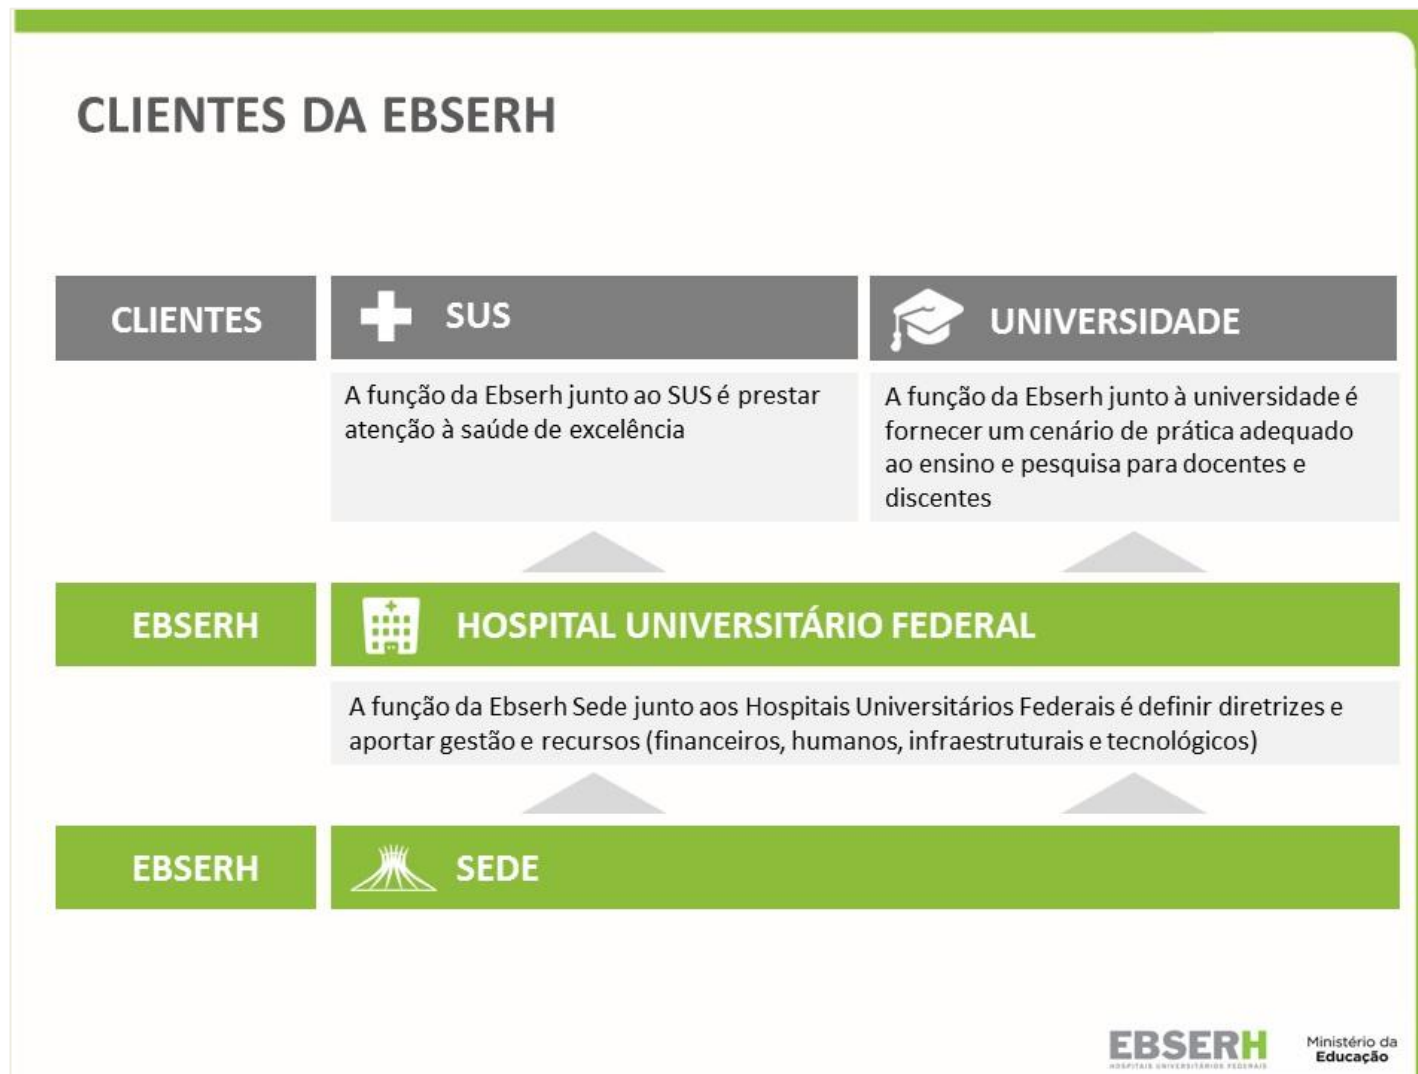 CLIENTES DA EBSERH
CLIENTES
SUS
UNIVERSIDADE
A função da Ebserh junto ao SUS é prestar
atenção à saúde de excelência
A função da Ebserh junto à universidade é
fornecer um cenário de prática adequado
ao ensino e pesquisa para docentes e
discentes
EBSERH
HOSPITAL UNIVERSITÁRIO FEDERAL
A função da Ebserh Sede junto aos Hospitais Universitários Federais é definir diretrizes e
aportar gestão e recursos (financeiros, humanos, infraestruturais e tecnológicos)
EBSERH
SEDE
EBSERH
HOSPITAIS UNIVERSITÁRIOS FEDERAIS
Ministério da
Educação